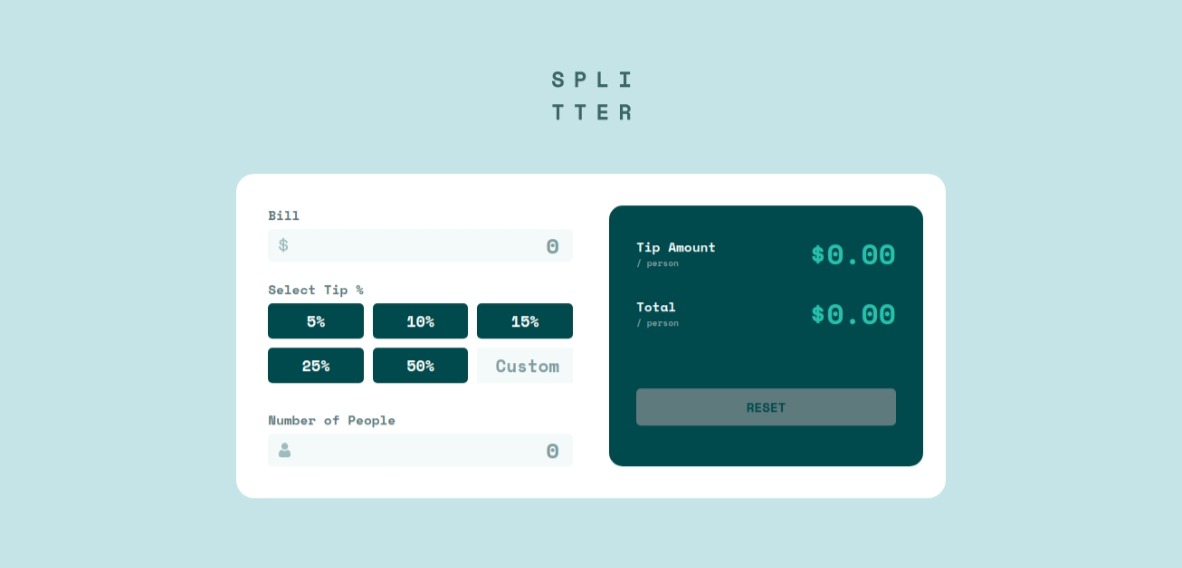 SPLI
TTER
Bill
$ 0
Select Tip %
5% 10% 15%
25% 50% Custom
Number of People
0
Tip Amount
/ person
$0.00
Total
/ person
$0.00
RESET